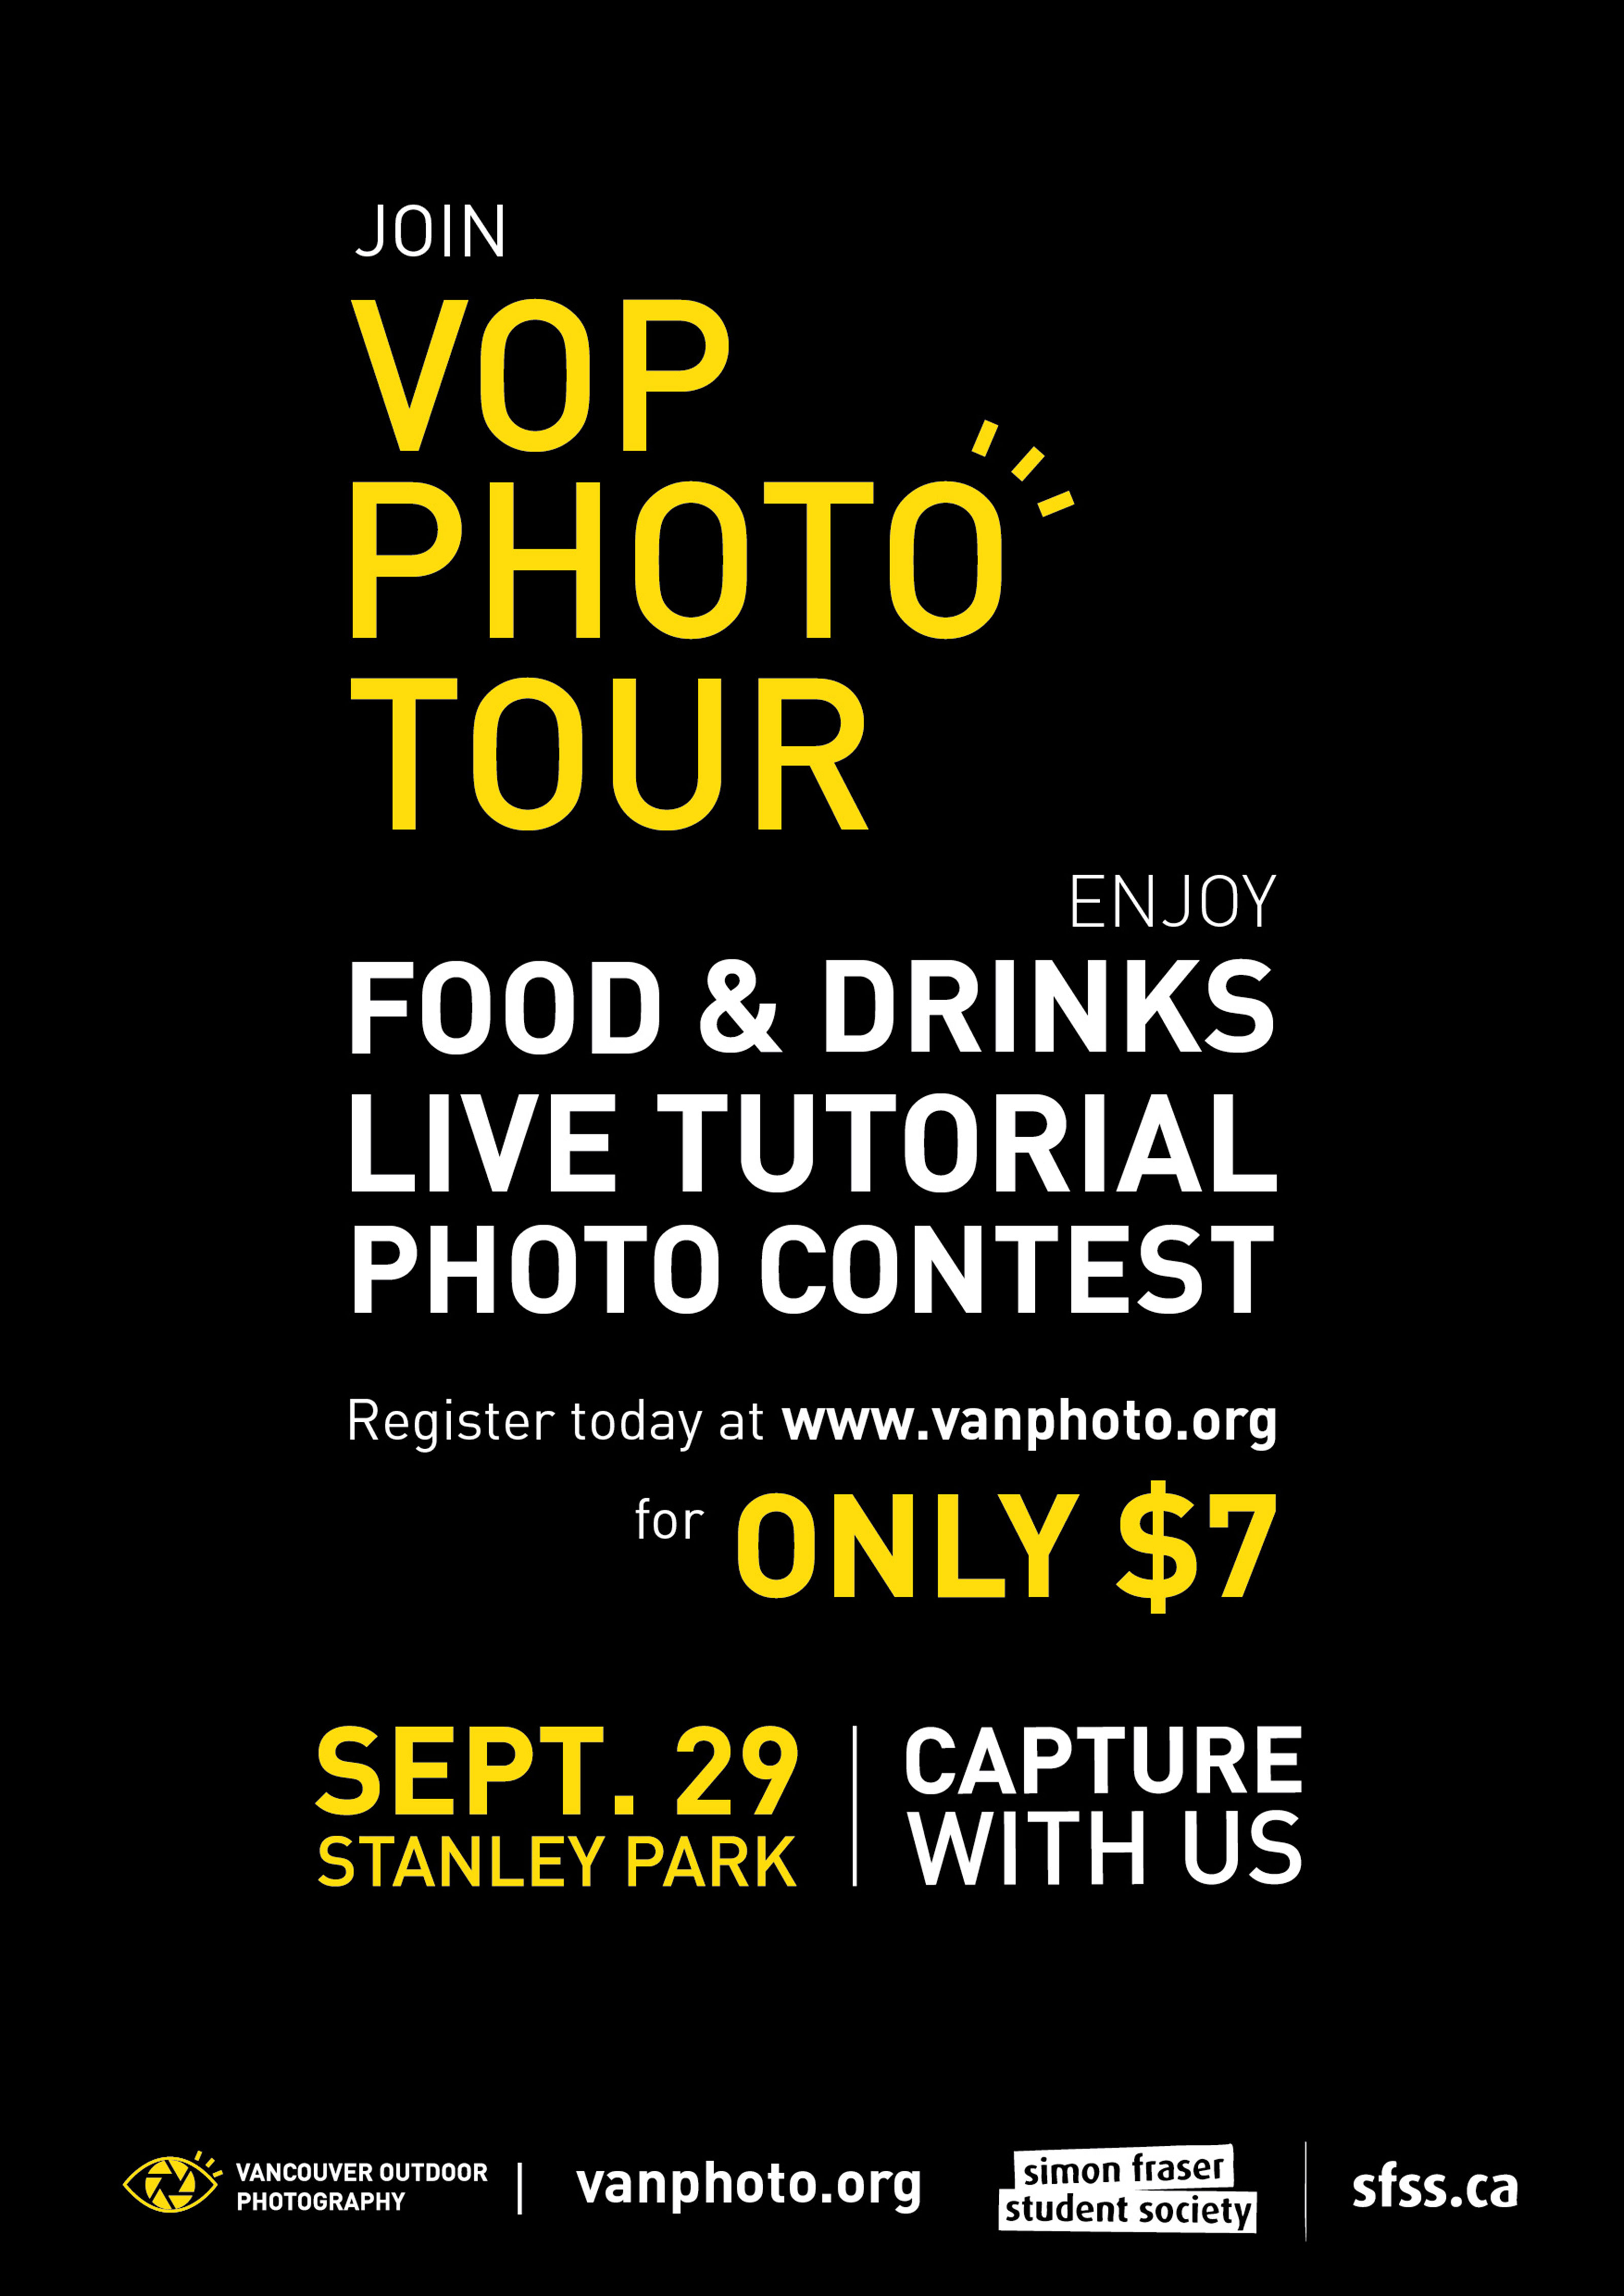 JOIN
VOP
PHOTO
TOUR
ENJOY
FOOD & DRINKS
LIVE TUTORIAL
PHOTO CONTEST
Register today at www.vanphoto.org
for ONLY $7
SEPT. 29
STANLEY PARK
CAPTURE
WITH US
VANCOUVER OUTDOOR
PHOTOGRAPHY
vanphoto.org
simon fraser
student society
sfss.ca